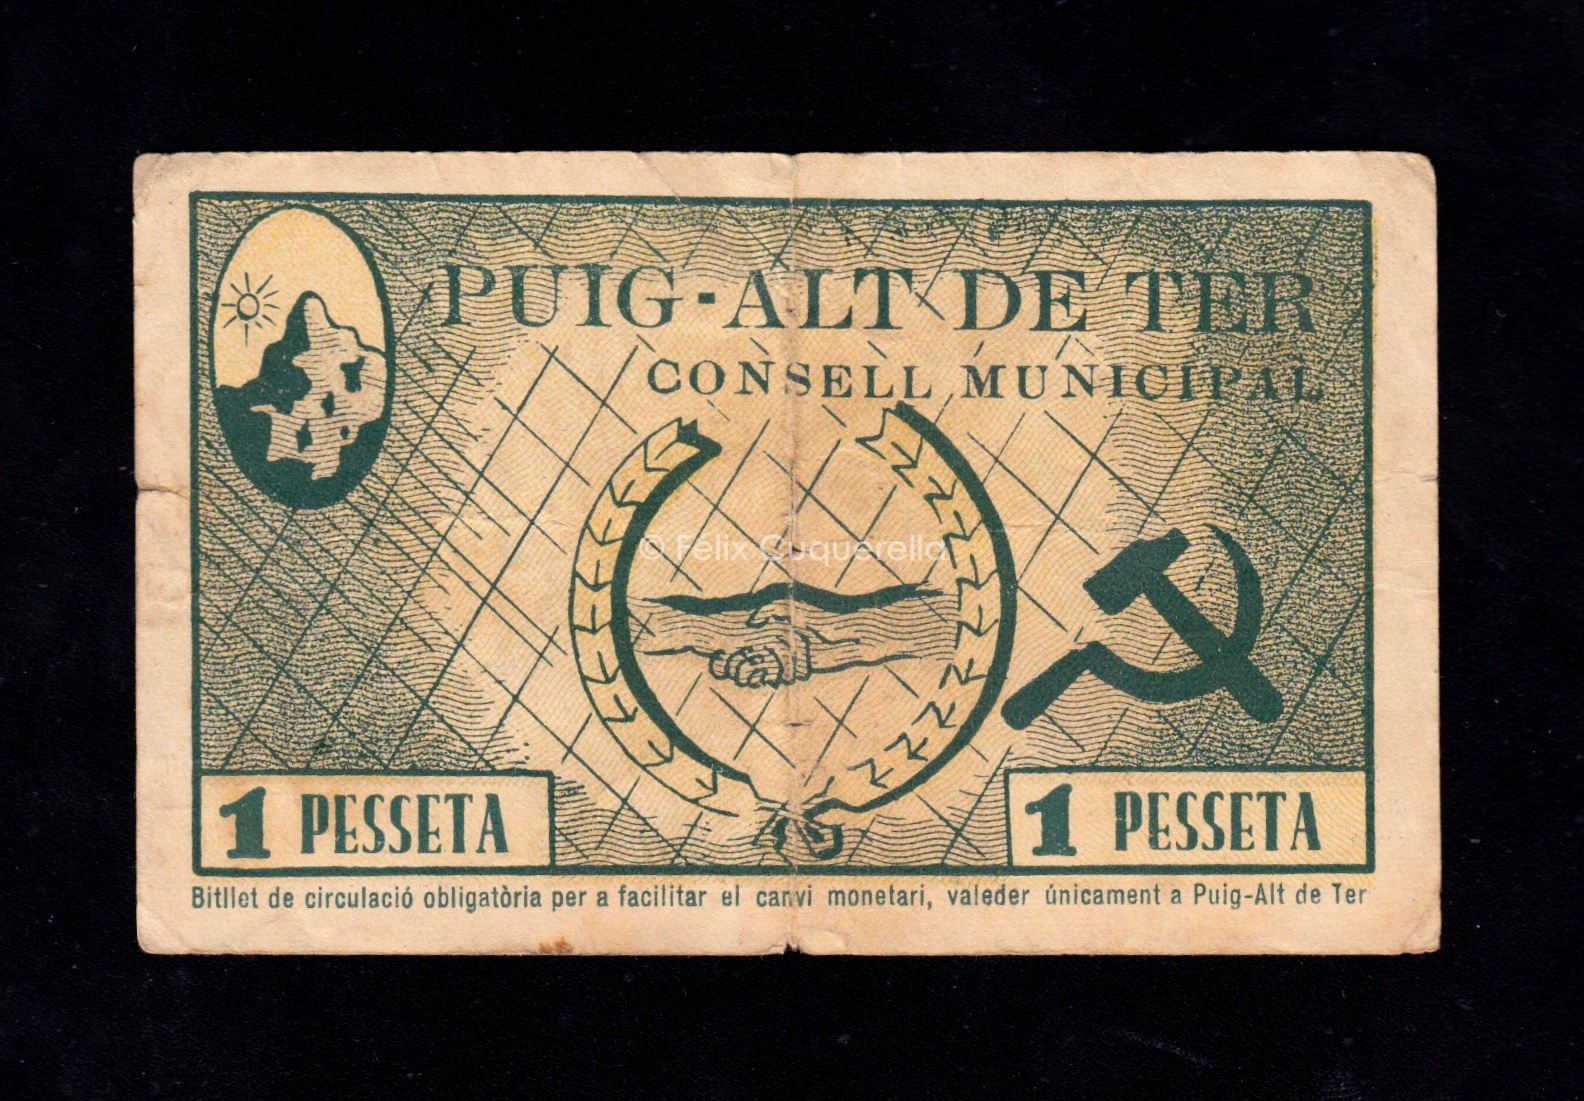 PUIG-ALT DE TER
CONSELL MUNICIPAL
© Felix Cuquerella
1 PESSETA
1 PESSETA
Bitllet de circulació obligatòria per a facilitar el canvi monetari, valeder únicament a Puig-Alt de Ter